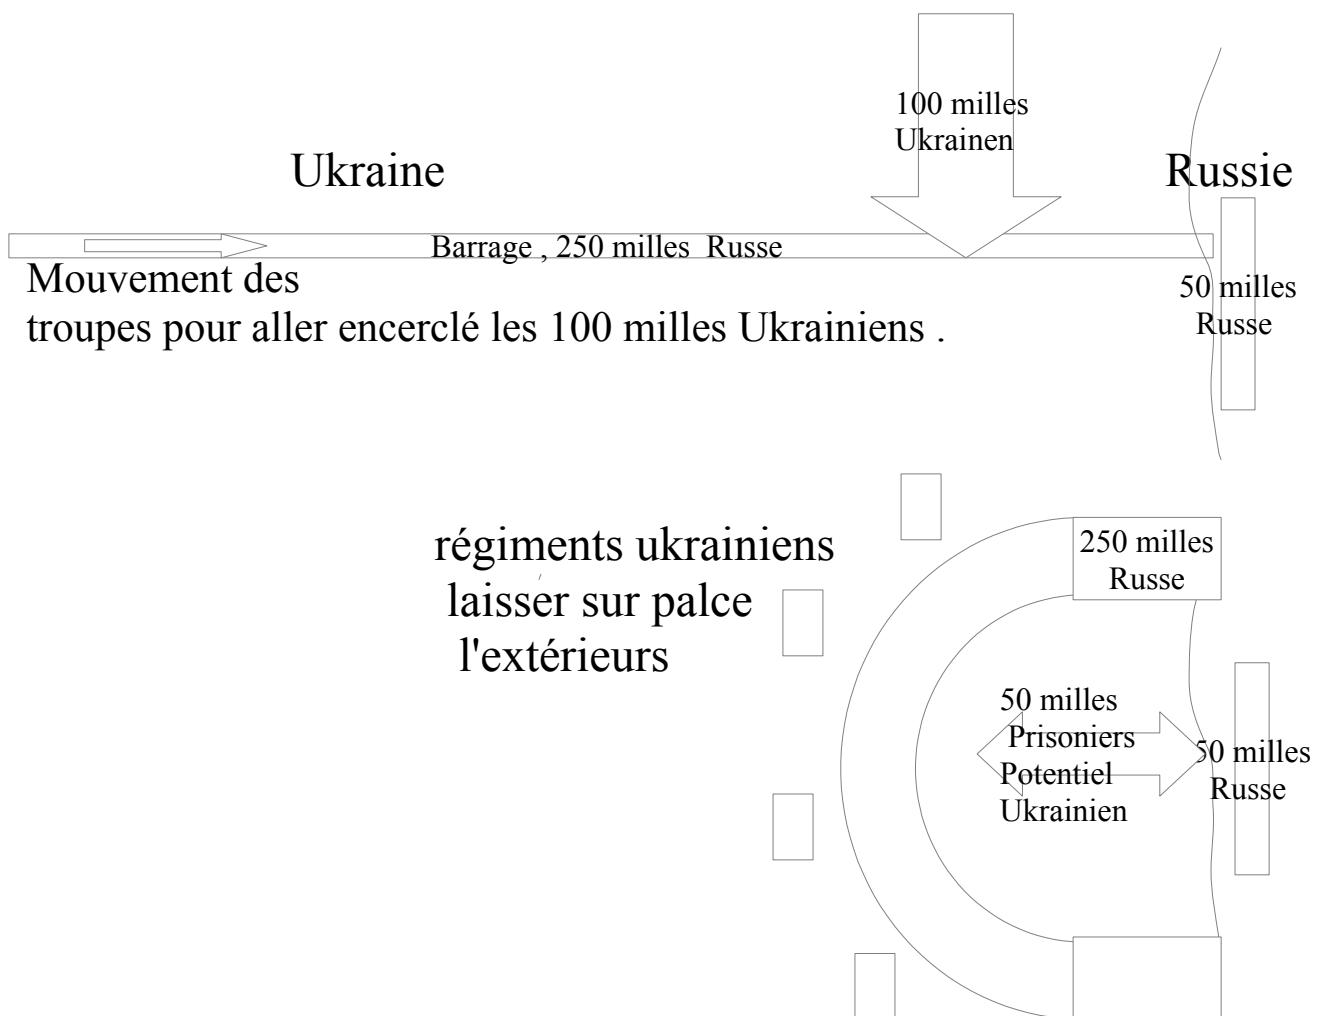 100 milles
Ukrainen
Ukraine
Russie
Barrage , 250 milles Russe
Mouvement des
troupes pour aller encerclé les 100 milles Ukrainiens .
50 milles
Russe
régiments ukrainiens
laisser sur palce
l'extérieurs
250 milles
Russe
50 milles
Prisoniers
Potentiel
Ukrainien
50 milles
Russe